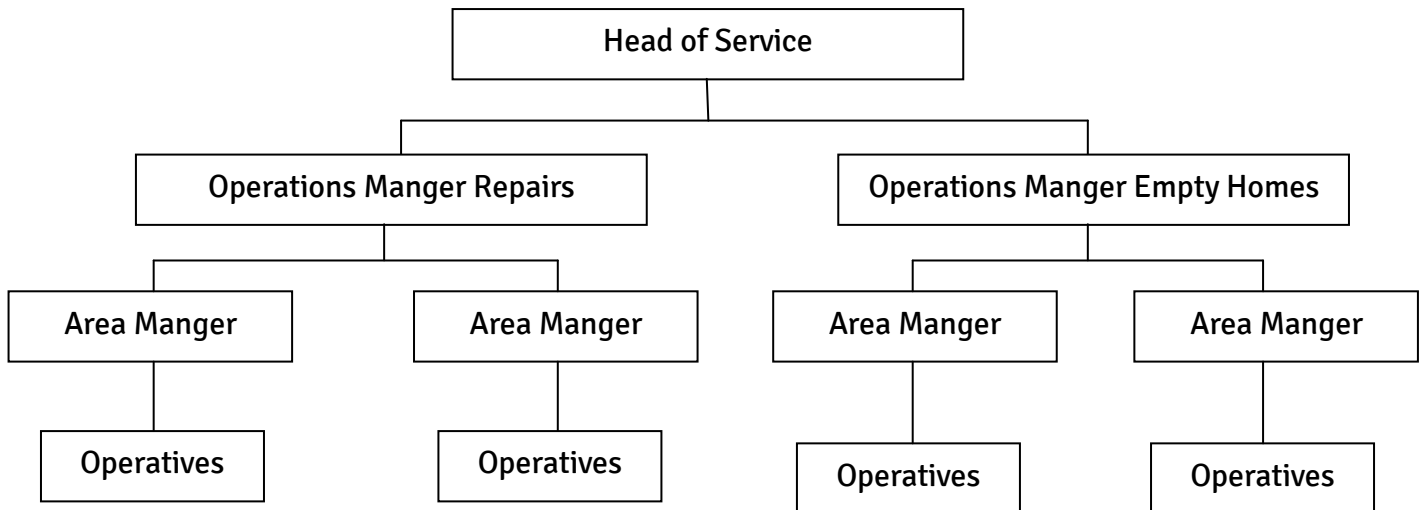 Head of Service
Operations Manger Repairs
Operations Manger Empty Homes
Area Manger
Area Manger
Area Manger
Area Manger
Operatives
Operatives
Operatives
Operatives